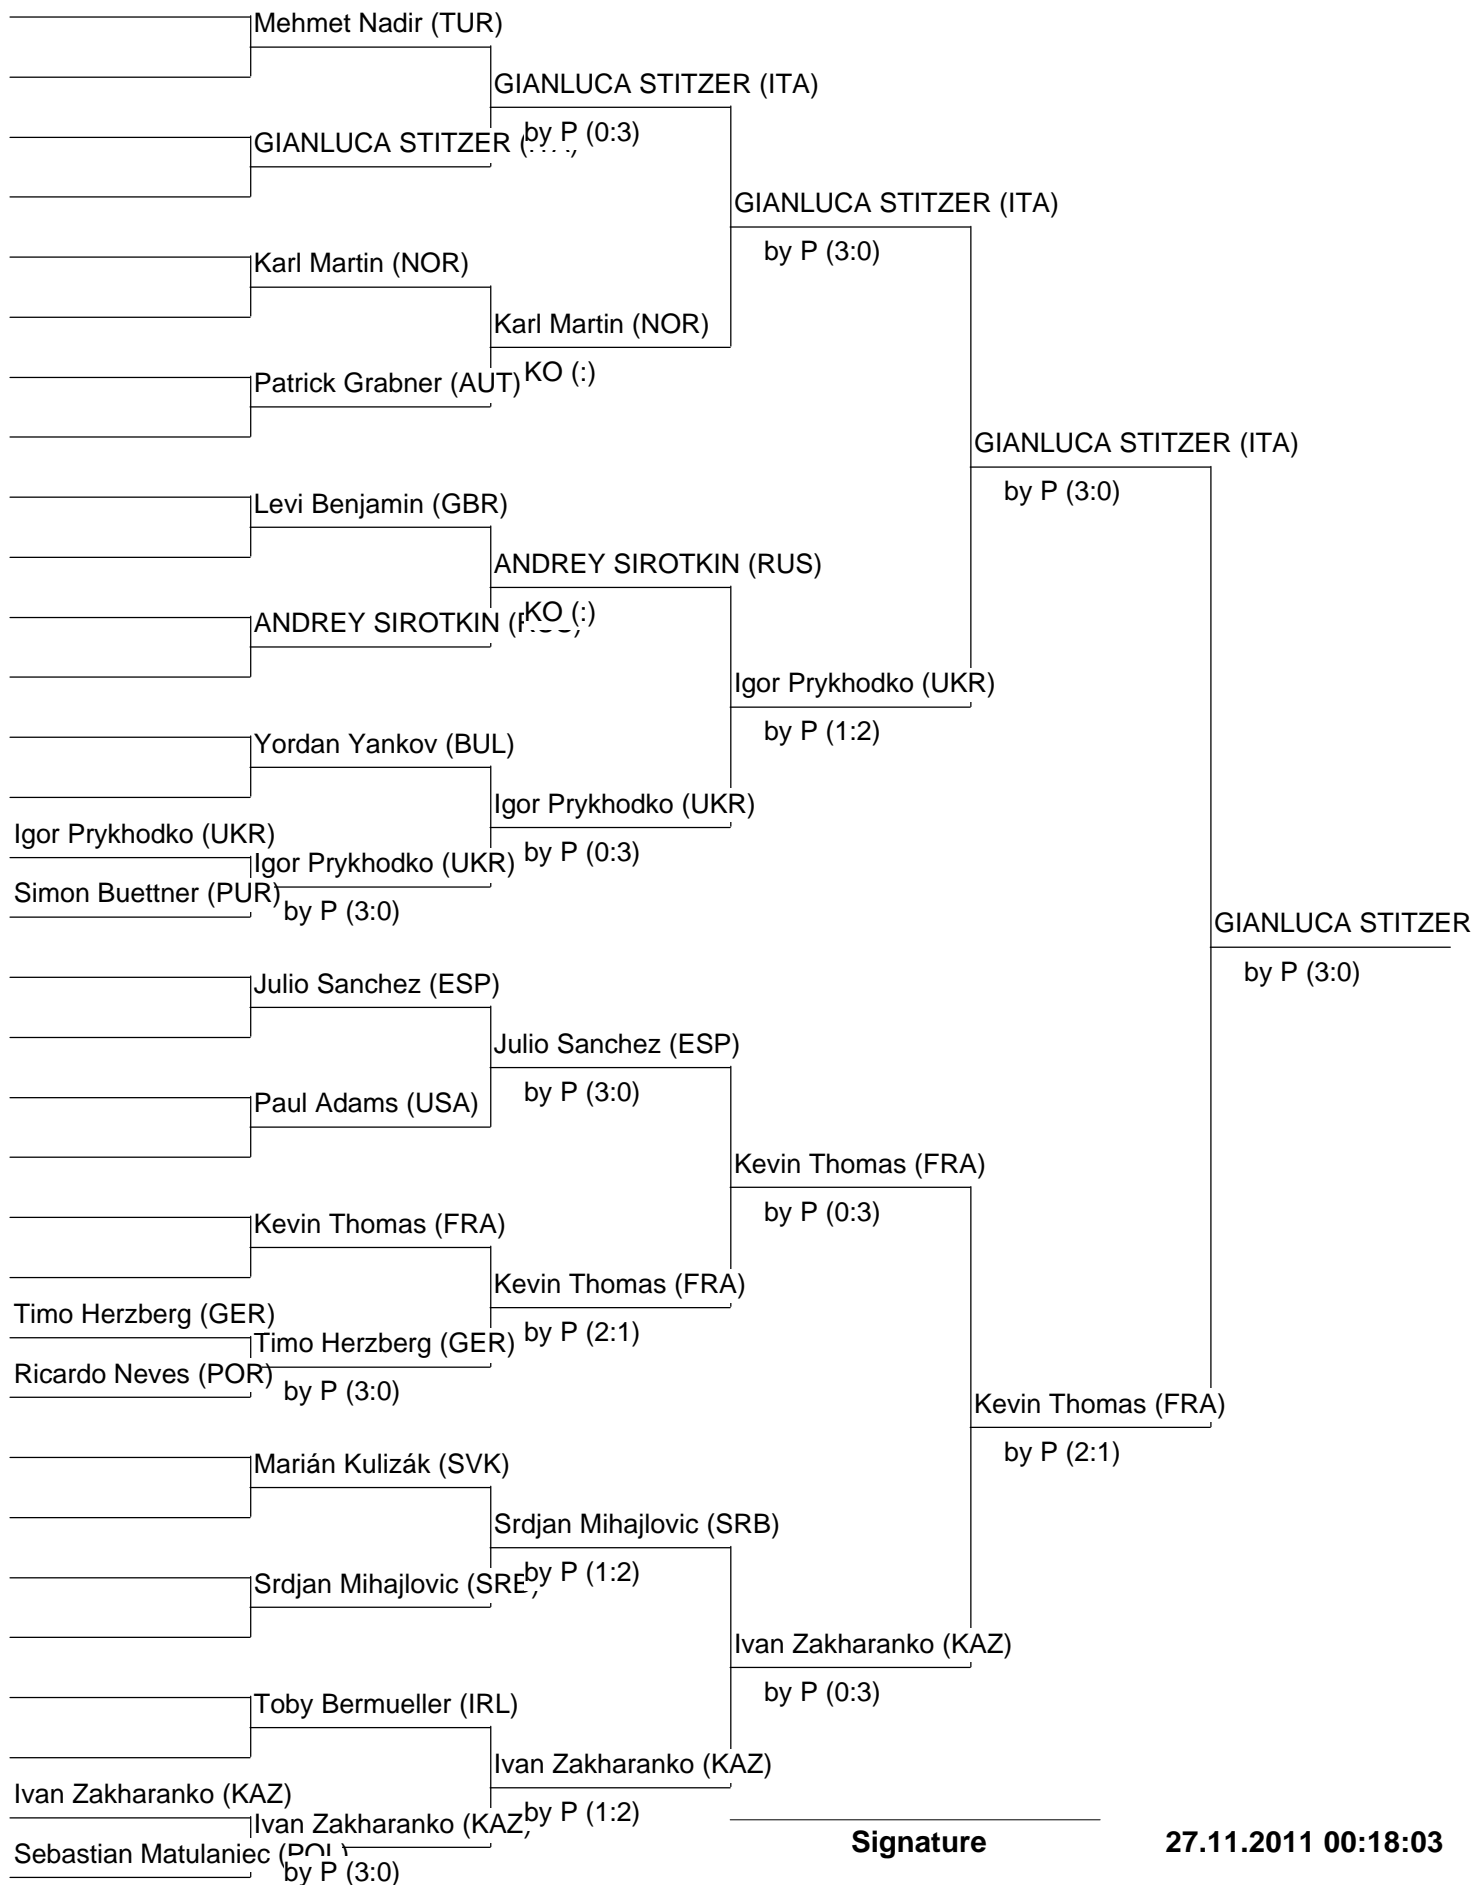 Mehmet Nadir (TUR)
GIANLUCA STITZER (ITA)
by P (0:3)
GIANLUCA STITZER
GIANLUCA STITZER (ITA)
by P (3:0)
Karl Martin (NOR)
Karl Martin (NOR)
KO (:)
Patrick Grabner (AUT)
GIANLUCA STITZER (ITA)
by P (3:0)
Levi Benjamin (GBR)
ANDREY SIROTKIN (RUS)
KO (:)
ANDREY SIROTKIN
Igor Prykhodko (UKR)
by P (1:2)
Yordan Yankov (BUL)
Igor Prykhodko (UKR)
by P (0:3)
Igor Prykhodko (UKR)
Igor Prykhodko (UKR)
Simon Buettner (PUR)
by P (3:0)
GIANLUCA STITZER
by P (3:0)
Julio Sanchez (ESP)
Julio Sanchez (ESP)
by P (3:0)
Paul Adams (USA)
Kevin Thomas (FRA)
by P (0:3)
Kevin Thomas (FRA)
Kevin Thomas (FRA)
by P (2:1)
Timo Herzberg (GER)
Timo Herzberg (GER)
Ricardo Neves (POR)
by P (3:0)
Kevin Thomas (FRA)
by P (2:1)
Marián Kulizák (SVK)
Srdjan Mihajlovic (SRB)
by P (1:2)
Srdjan Mihajlovic (SRB)
Ivan Zakharanko (KAZ)
by P (0:3)
Toby Bermueller (IRL)
Ivan Zakharanko (KAZ)
by P (1:2)
Ivan Zakharanko (KAZ)
Ivan Zakharanko (KAZ)
Sebastian Matulaniec (POL)
by P (3:0)
Signature
27.11.2011 00:18:03